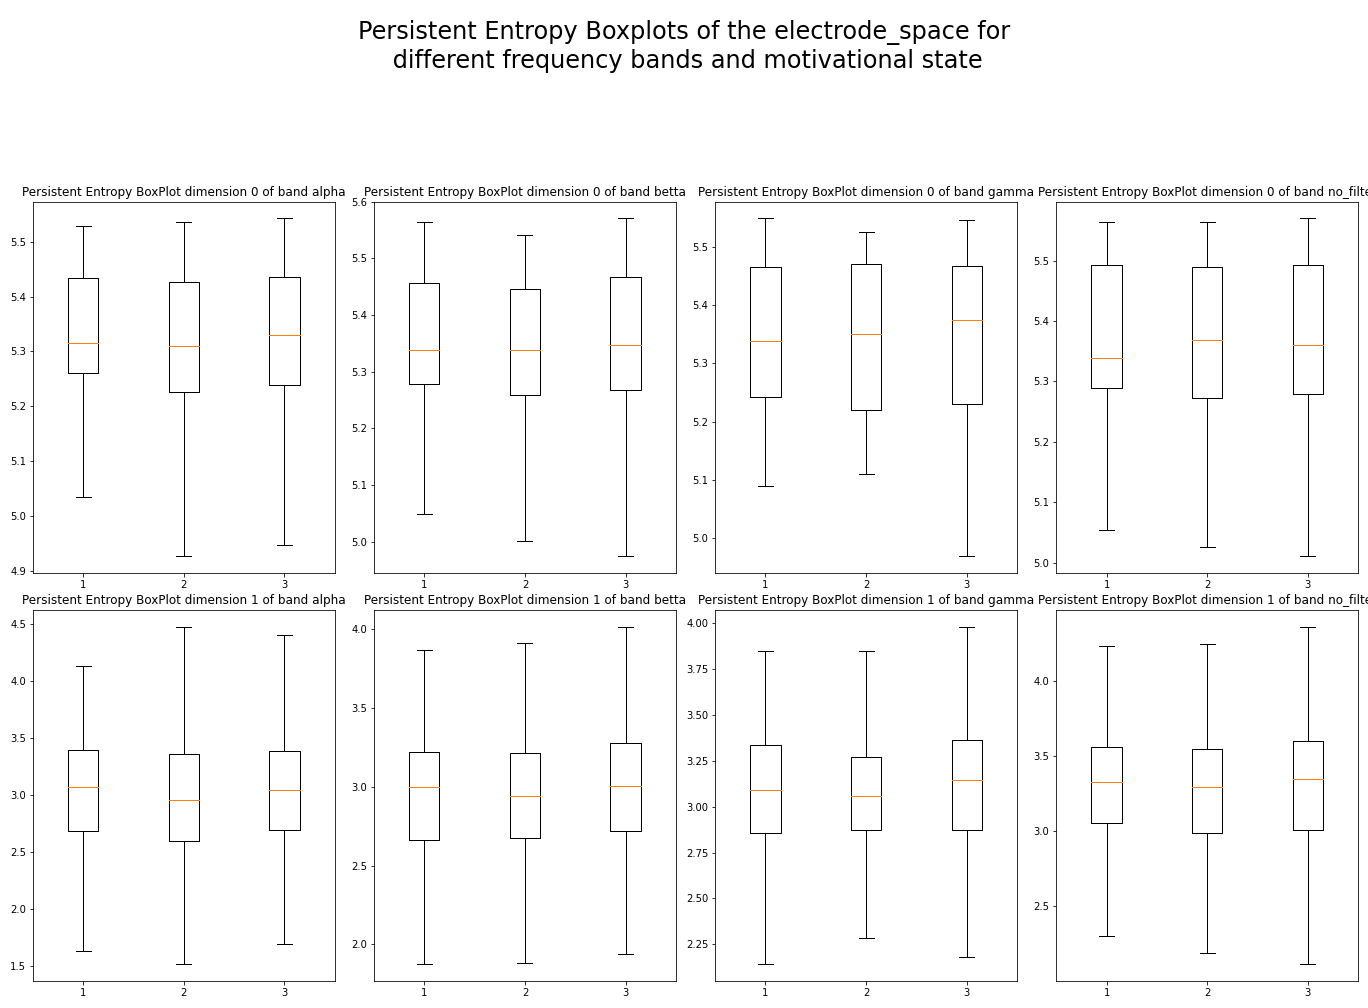 Persistent Entropy Boxplots of the electrode_space for
different frequency bands and motivational state
Persistent Entropy BoxPlot dimension 0 of band alpha
Persistent Entropy BoxPlot dimension 0 of band betta
Persistent Entropy BoxPlot dimension 0 of band gamma
Persistent Entropy BoxPlot dimension 0 of band no_filte
5.5
5.4
5.3
5.2
5.1
5.0
4.9
1 2 3
5.6
5.5
5.4
5.3
5.2
5.1
5.0
1 2 3
5.5
5.4
5.3
5.2
5.1
5.0
1 2 3
5.5
5.4
5.3
5.2
5.1
5.0
1 2 3
Persistent Entropy BoxPlot dimension 1 of band alpha
Persistent Entropy BoxPlot dimension 1 of band betta
Persistent Entropy BoxPlot dimension 1 of band gamma
Persistent Entropy BoxPlot dimension 1 of band no_filte
4.5
4.0
3.5
3.0
2.5
2.0
1.5
1 2 3
4.0
3.5
3.0
2.5
2.0
1 2 3
4.00
3.75
3.50
3.25
3.00
2.75
2.50
2.25
1 2 3
4.0
3.5
3.0
2.5
1 2 3